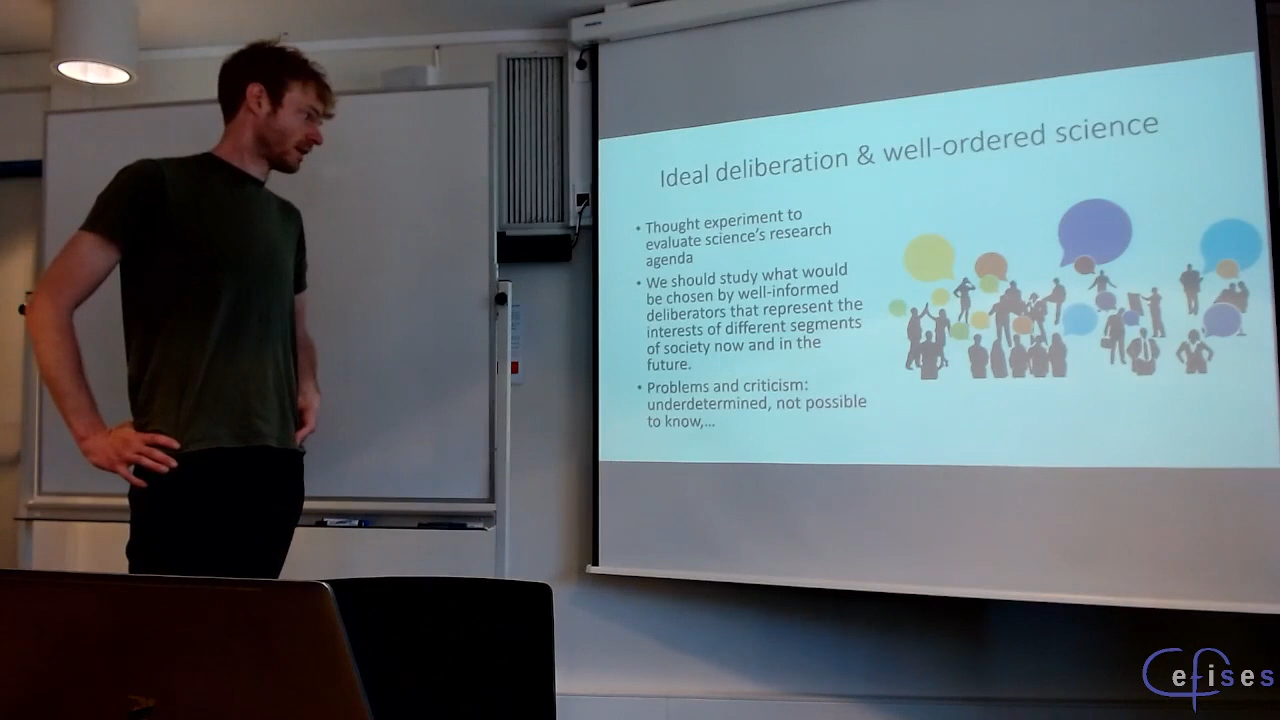 Ideal deliberation & well-ordered science
• Thought experiment to
evaluate science's research
agenda
• We should study what would
be chosen by well-informed
deliberators that represent the
interests of different segments
of society now and in the
future.
• Problems and criticism:
underdetermined, not possible
to know,...
Cefises